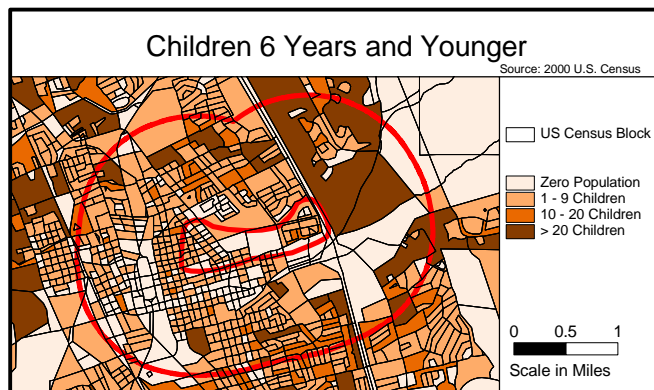 Children 6 Years and Younger
Source: 2000 U.S. Census
US Census Block
Zero Population
1 - 9 Children
10 - 20 Children
> 20 Children
0 0.5 1
Scale in Miles